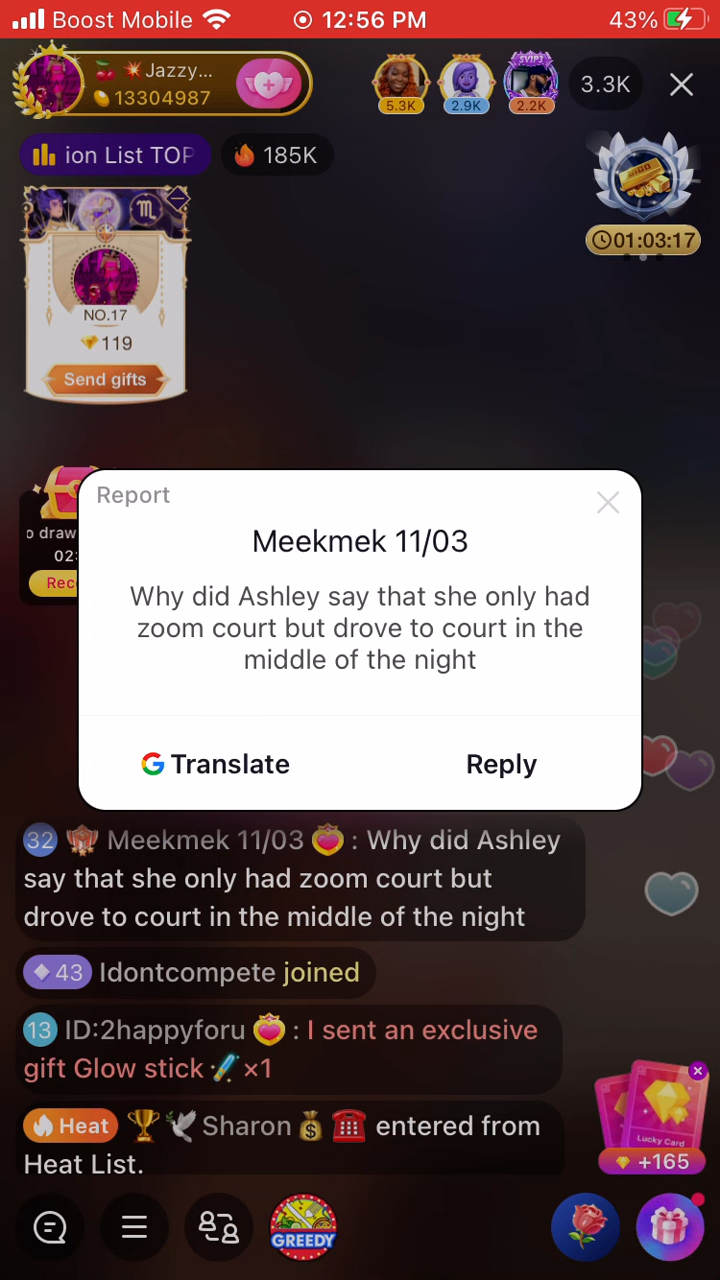 Boost Mobile 12:56 PM 43%
Jazzy...
13304987
5.3K
2.9K
SVIP3
2.2K
3.3K
ion List TOP
185K
01:03:17
NO.17
119
Send gifts
o draw
02:
Rec
Report
Meekmek 11/03
Why did Ashley say that she only had
zoom court but drove to court in the
middle of the night
Translate
Reply
32 Meekmek 11/03 : Why did Ashley
say that she only had zoom court but
drove to court in the middle of the night
43 Idontcompete joined
13 ID:2happyforu : I sent an exclusive
gift Glow stick ×1
Heat Sharon entered from
Heat List.
Lucky Card
+165
GREEDY